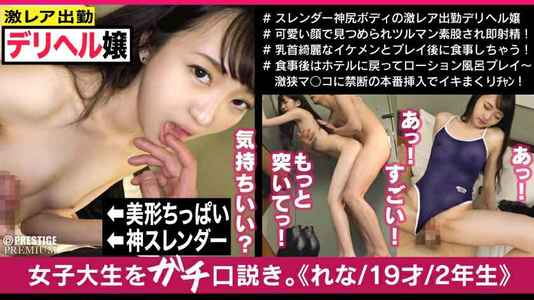 激レア出勤
デリヘル嬢
# スレンダー神尻ボディの激レア出勤デリヘル嬢
# 可愛い顔で見つめられツルマン素股され即射精！
# 乳首綺麗なイケメンとプレイ後に食事しちゃう！
# 食事後はホテルに戻ってローション風呂プレイ〜
激狭マ〇コに禁断の本番挿入でイキまくりﾁｬﾝ！
気持ちいい？
←美形ちっぱい
←神スレンダー
もっと
突いてっ！
あっ！
すごい！
あっ！
PRESTIGE
PREMIUM
女子大生をガチ口説き。《れな/19才/2年生》